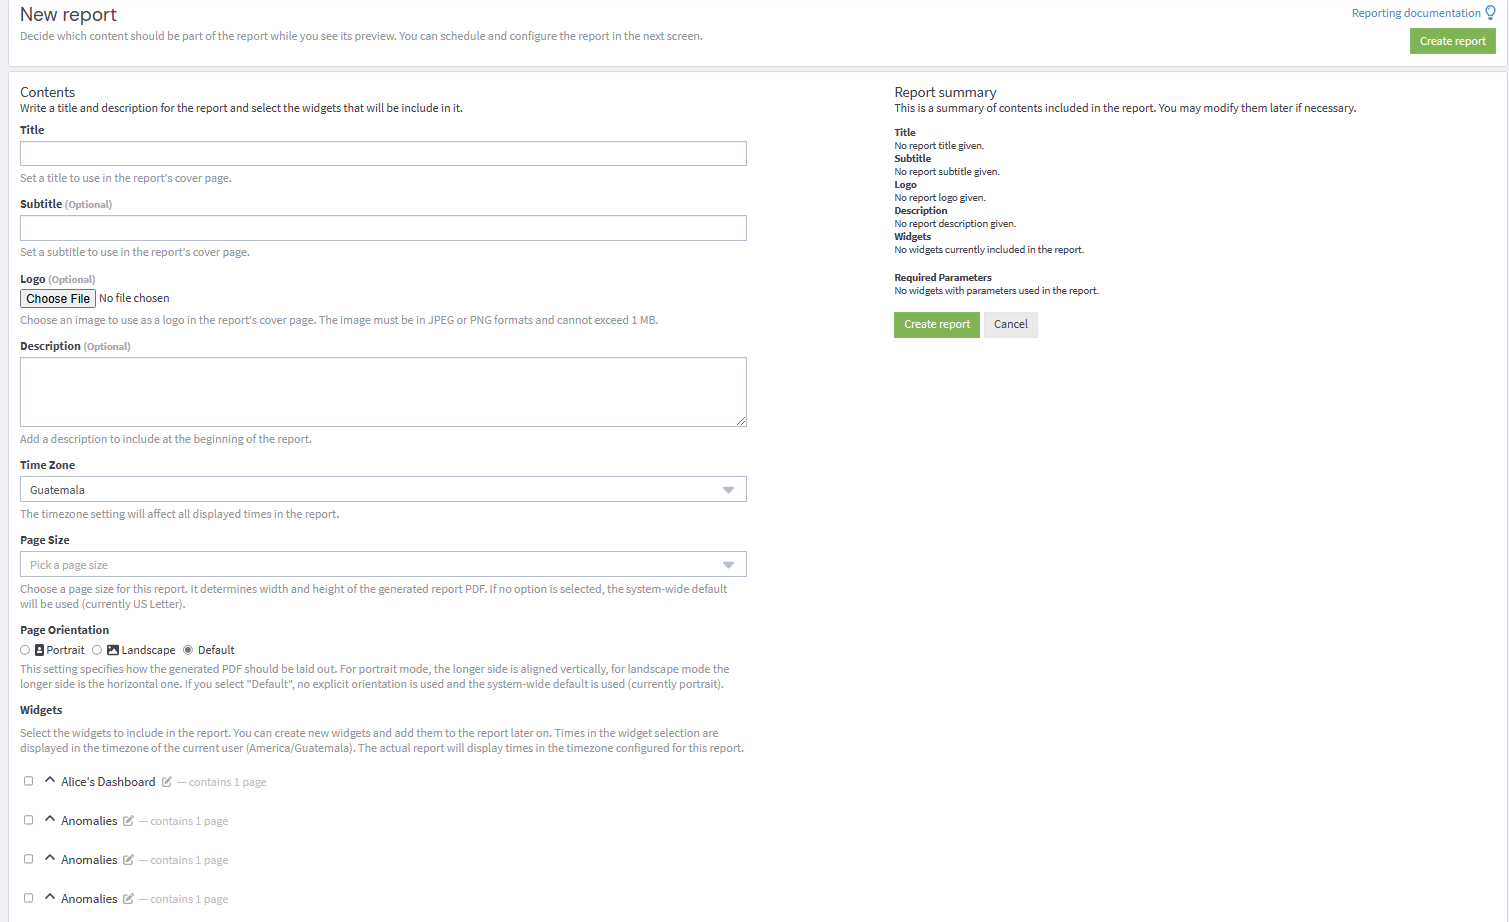 New report
Reporting documentation
Decide which content should be part of the report while you see its preview. You can schedule and configure the report in the next screen.
Create report
Contents
Write a title and description for the report and select the widgets that will be include in it.
Title
Set a title to use in the report's cover page.
Subtitle (Optional)
Set a subtitle to use in the report's cover page.
Logo (Optional)
Choose File No file chosen
Choose an image to use as a logo in the report's cover page. The image must be in JPEG or PNG formats and cannot exceed 1 MB.
Description (Optional)
Add a description to include at the beginning of the report.
Time Zone
Guatemala
The timezone setting will affect all displayed times in the report.
Page Size
Pick a page size
Choose a page size for this report. It determines width and height of the generated report PDF. If no option is selected, the system-wide default
will be used (currently US Letter).
Page Orientation
Portrait Landscape Default
This setting specifies how the generated PDF should be laid out. For portrait mode, the longer side is aligned vertically, for landscape mode the
longer side is the horizontal one. If you select "Default", no explicit orientation is used and the system-wide default is used (currently portrait).
Widgets
Select the widgets to include in the report. You can create new widgets and add them to the report later on. Times in the widget selection are
displayed in the timezone of the current user (America/Guatemala). The actual report will display times in the timezone configured for this report.
Alice's Dashboard — contains 1 page
Anomalies — contains 1 page
Anomalies — contains 1 page
Anomalies — contains 1 page
Report summary
This is a summary of contents included in the report. You may modify them later if necessary.
Title
No report title given.
Subtitle
No report subtitle given.
Logo
No report logo given.
Description
No report description given.
Widgets
No widgets currently included in the report.
Required Parameters
No widgets with parameters used in the report.
Create report Cancel